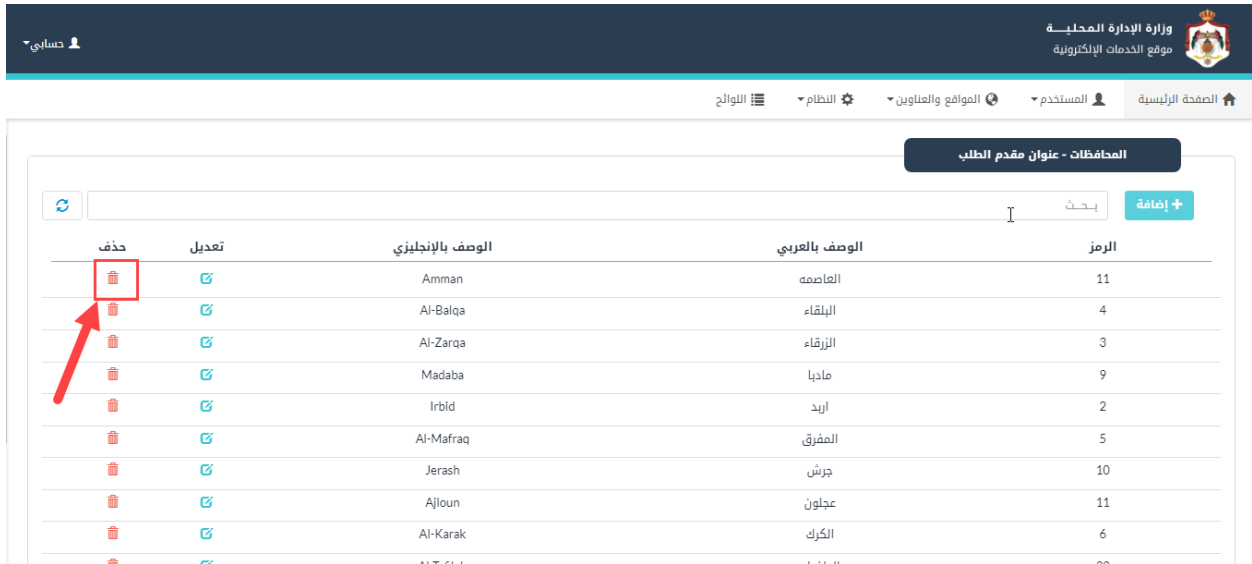 وزارة الإدارة المحليــــة
موقع الخدمات الإلكترونية
حسابي
الصفحة الرئيسية المستخدم المواقع والعناوين النظام اللوائح
المحافظات - عنوان مقدم الطلب
+ إضافة بـحـث
الرمز الوصف بالعربي الوصف بالإنجليزي تعديل حذف
11 العاصمه Amman
4 البلقاء Al-Balqa
3 الزرقاء Al-Zarqa
9 مادبا Madaba
2 اربد Irbid
5 المفرق Al-Mafraq
10 جرش Jerash
11 عجلون Ajloun
6 الكرك Al-Karak